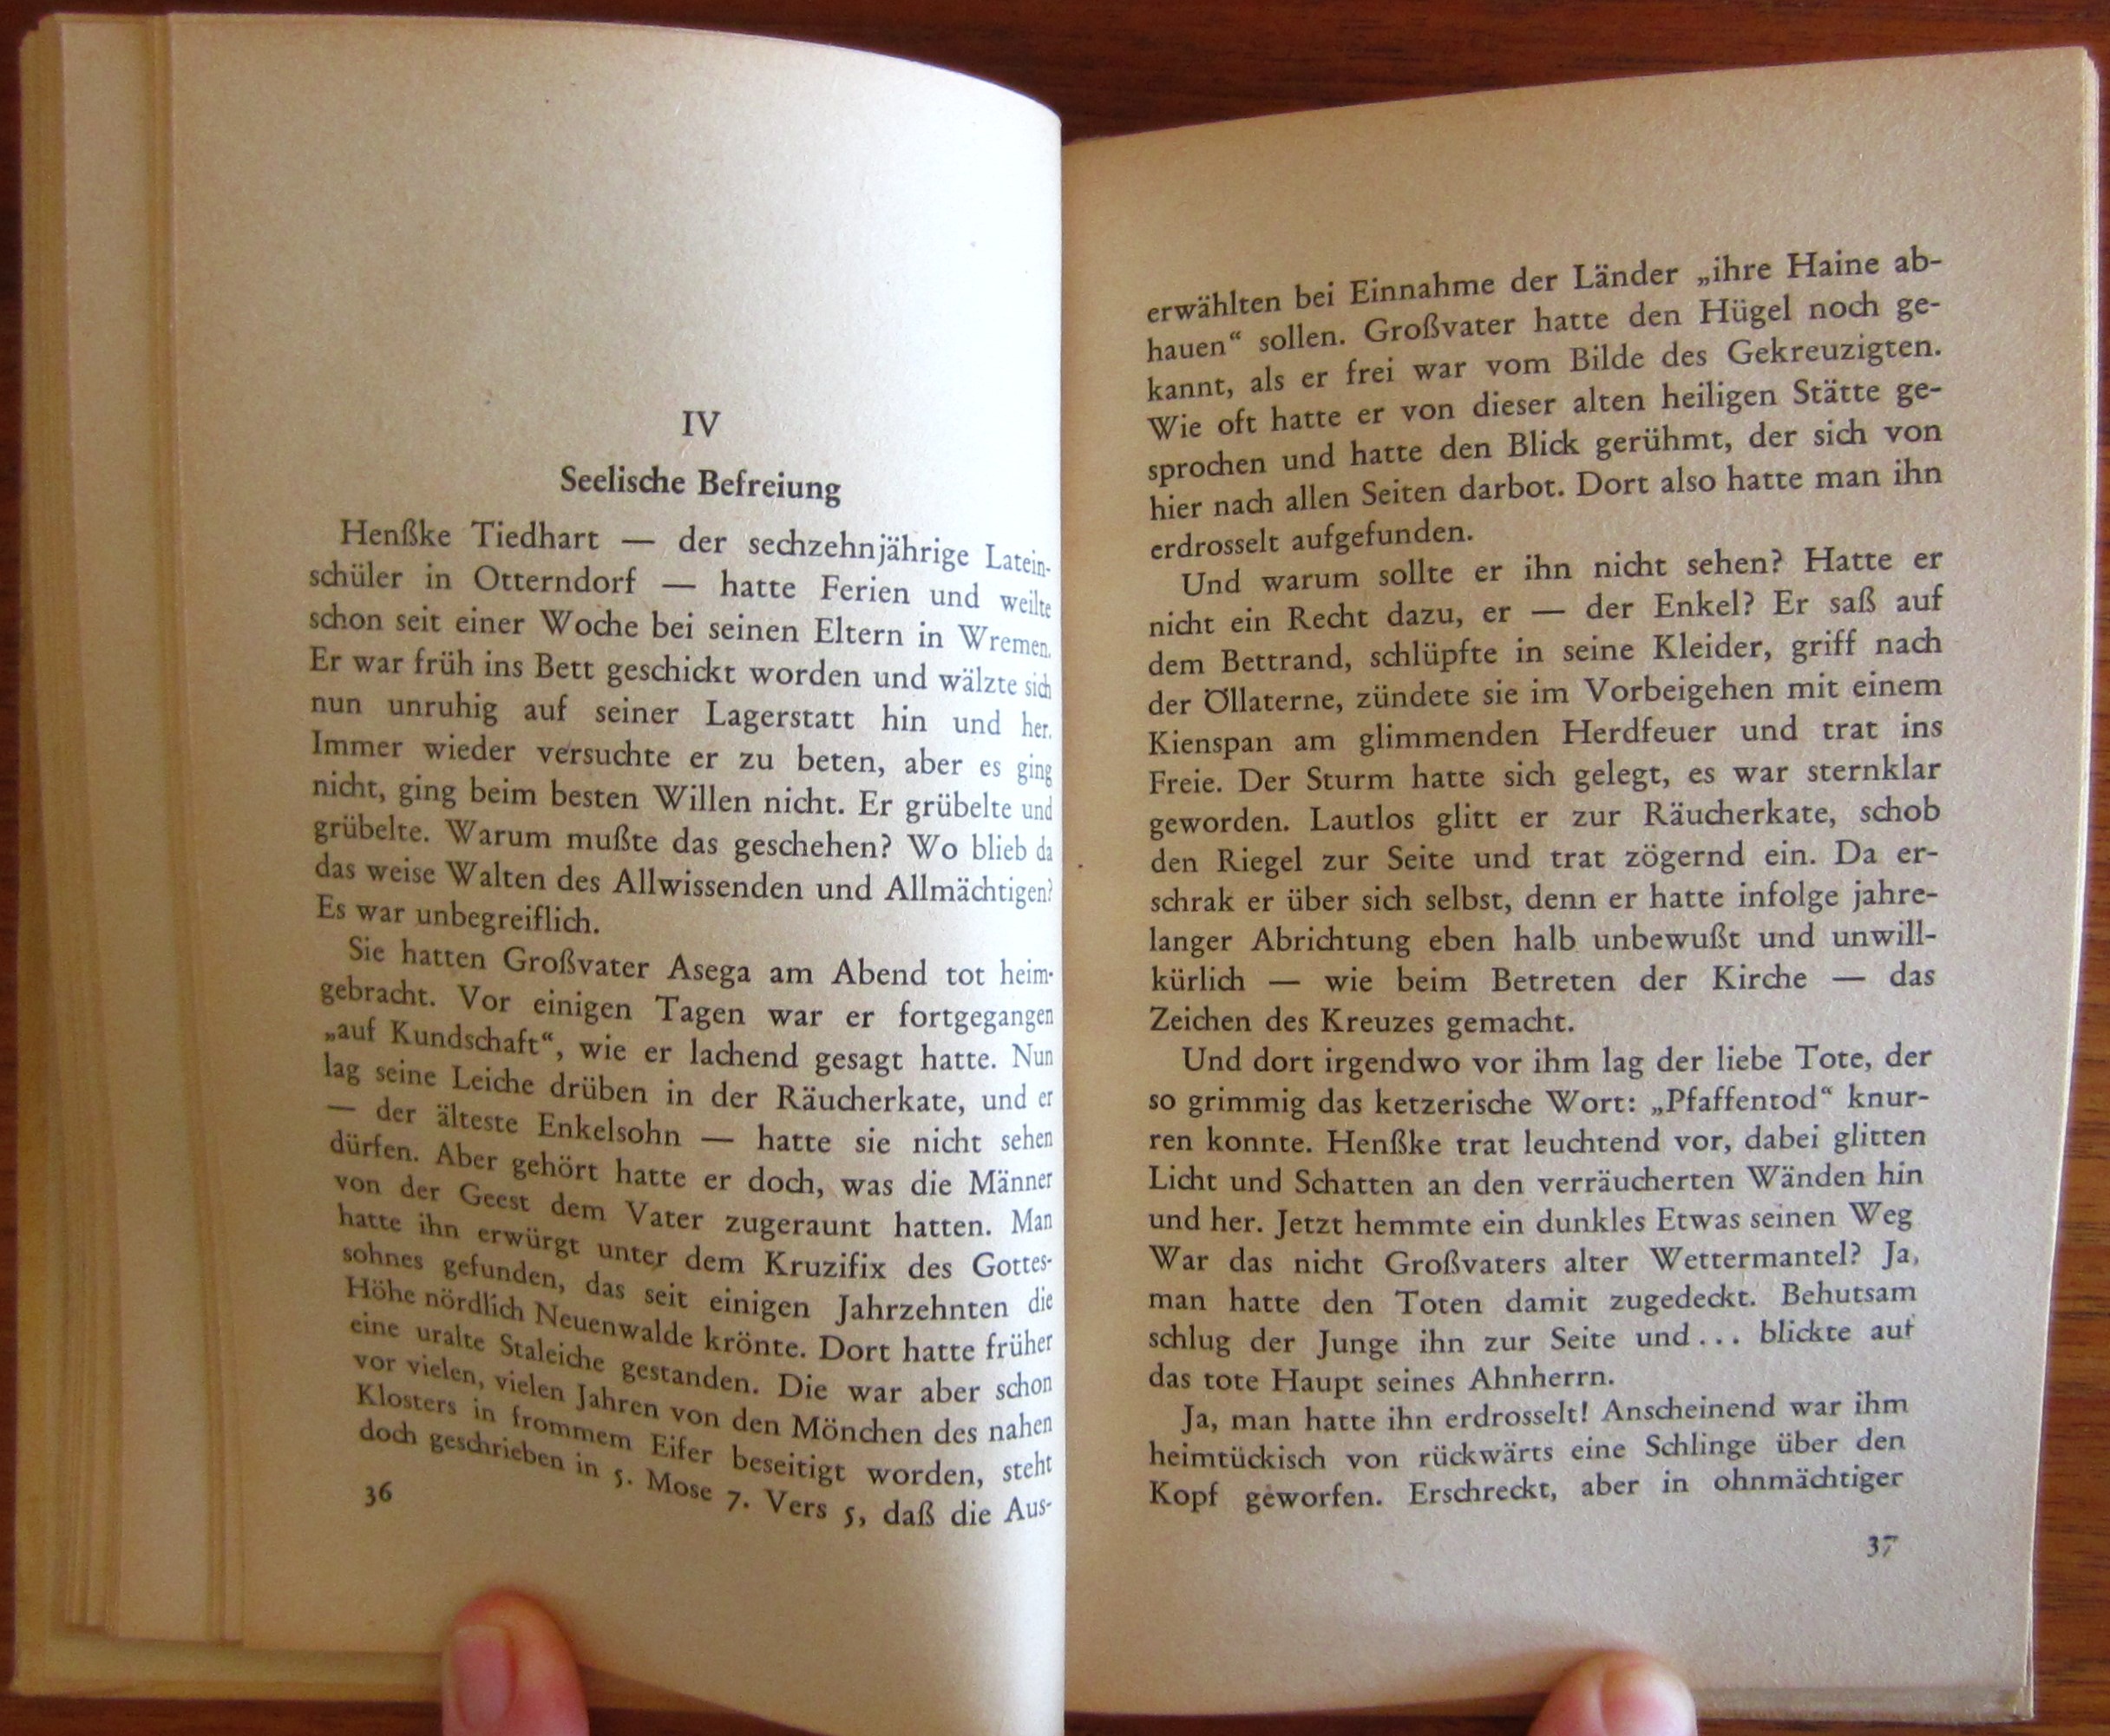 IV
Seelische Befreiung
Henßke Tiedhart — der sechzehnjährige Latein-
schüler in Otterndorf — hatte Ferien und weilte
schon seit einer Woche bei seinen Eltern in Wremen.
Er war früh ins Bett geschickt worden und wälzte sich
nun unruhig auf seiner Lagerstatt hin und her.
Immer wieder versuchte er zu beten, aber es ging
nicht, ging beim besten Willen nicht. Er grübelte und
grübelte. Warum mußte das geschehen? Wo blieb da
das weise Walten des Allwissenden und Allmächtigen?
Es war unbegreiflich.
Sie hatten Großvater Asega am Abend tot heim-
gebracht. Vor einigen Tagen war er fortgegangen
„auf Kundschaft“, wie er lachend gesagt hatte. Nun
lag seine Leiche drüben in der Räucherkate, und er
— der älteste Enkelsohn — hatte sie nicht sehen
dürfen. Aber gehört hatte er doch, was die Männer
von der Geest dem Vater zugeraunt hatten. Man
hatte ihn erwürgt unter dem Kruzifix des Gottes-
sohnes gefunden, das seit einigen Jahrzehnten die
Höhe nördlich Neuenwalde krönte. Dort hatte früher
eine uralte Staleiche gestanden. Die war aber schon
vor vielen, vielen Jahren von den Mönchen des nahen
Klosters in frommem Eifer beseitigt worden, steht
doch geschrieben in 5. Mose 7. Vers 5, daß die Aus-
36
erwählten bei Einnahme der Länder „ihre Haine ab-
hauen“ sollen. Großvater hatte den Hügel noch ge-
kannt, als er frei war vom Bilde des Gekreuzigten.
Wie oft hatte er von dieser alten heiligen Stätte ge-
sprochen und hatte den Blick gerühmt, der sich von
hier nach allen Seiten darbot. Dort also hatte man ihn
erdrosselt aufgefunden.
Und warum sollte er ihn nicht sehen? Hatte er
nicht ein Recht dazu, er — der Enkel? Er saß auf
dem Bettrand, schlüpfte in seine Kleider, griff nach
der Öllaterne, zündete sie im Vorbeigehen mit einem
Kienspan am glimmenden Herdfeuer und trat ins
Freie. Der Sturm hatte sich gelegt, es war sternklar
geworden. Lautlos glitt er zur Räucherkate, schob
den Riegel zur Seite und trat zögernd ein. Da er-
schrak er über sich selbst, denn er hatte infolge jahre-
langer Abrichtung eben halb unbewußt und unwill-
kürlich — wie beim Betreten der Kirche — das
Zeichen des Kreuzes gemacht.
Und dort irgendwo vor ihm lag der liebe Tote, der
so grimmig das ketzerische Wort: „Pfaffentod“ knur-
ren konnte. Henßke trat leuchtend vor, dabei glitten
Licht und Schatten an den verräucherten Wänden hin
und her. Jetzt hemmte ein dunkles Etwas seinen Weg
War das nicht Großvaters alter Wettermantel? Ja,
man hatte den Toten damit zugedeckt. Behutsam
schlug der Junge ihn zur Seite und... blickte auf
das tote Haupt seines Ahnherrn.
Ja, man hatte ihn erdrosselt! Anscheinend war ihm
heimtückisch von rückwärts eine Schlinge über den
Kopf geworfen. Erschreckt, aber in ohnmächtiger
37